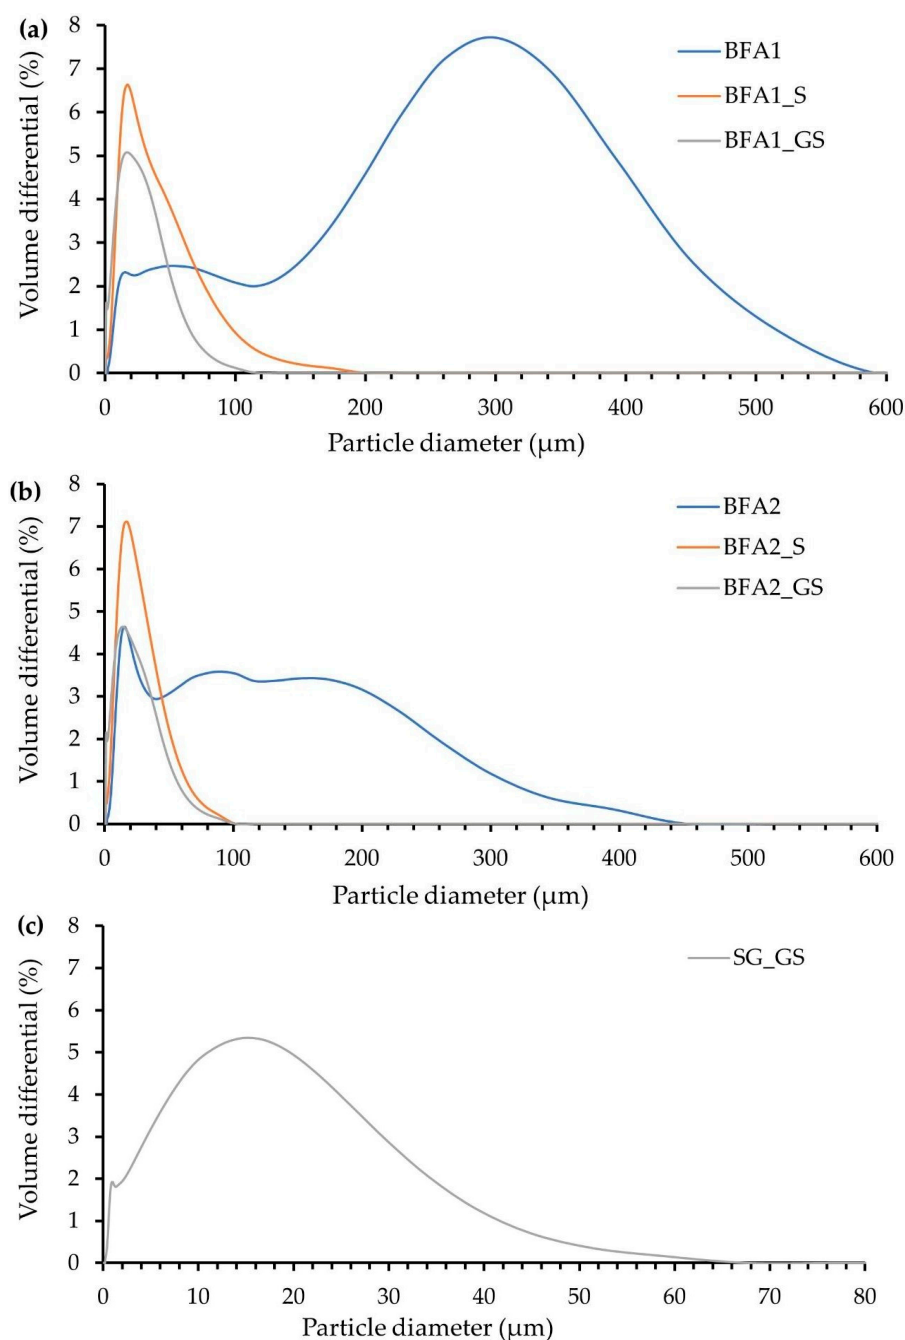 (a)
Volume differential (%)
8
7
6
5
4
3
2
1
0
BFA1
BFA1_S
BFA1_GS
0 100 200 300 400 500 600
Particle diameter (µm)
(b)
Volume differential (%)
8
7
6
5
4
3
2
1
0
BFA2
BFA2_S
BFA2_GS
0 100 200 300 400 500 600
Particle diameter (µm)
(c)
Volume differential (%)
8
7
6
5
4
3
2
1
0
SG_GS
0 10 20 30 40 50 60 70 80
Particle diameter (µm)